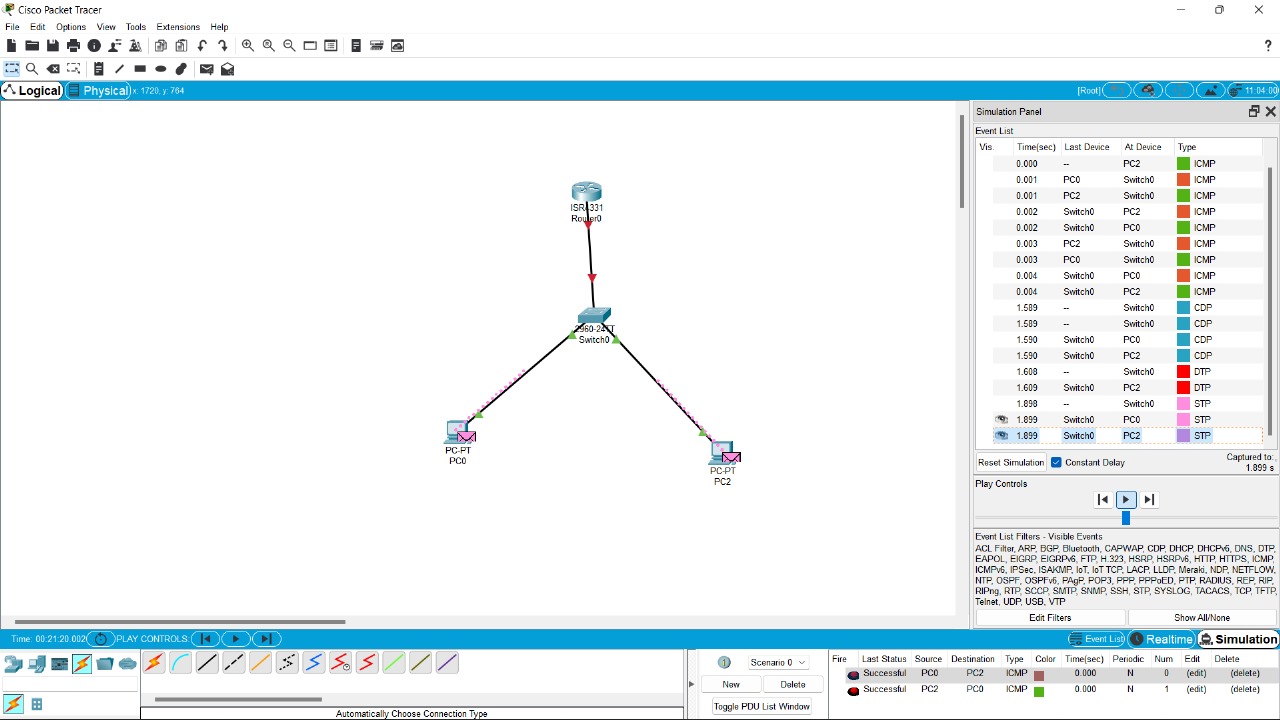 Cisco Packet Tracer
File Edit Options View Tools Extensions Help
?
Logical Physical x: 1720, y: 764 [Root] 11:04:00
Simulation Panel
Event List
Vis. Time(sec) Last Device At Device Type
0.000 -- PC2 ICMP
0.001 PC0 Switch0 ICMP
0.001 PC2 Switch0 ICMP
0.002 Switch0 PC2 ICMP
0.002 Switch0 PC0 ICMP
0.003 PC2 Switch0 ICMP
0.003 PC0 Switch0 ICMP
0.004 Switch0 PC0 ICMP
0.004 Switch0 PC2 ICMP
1.589 -- Switch0 CDP
1.589 -- Switch0 CDP
1.590 Switch0 PC0 CDP
1.590 Switch0 PC2 CDP
1.608 -- Switch0 DTP
1.609 Switch0 PC2 DTP
1.898 -- Switch0 STP
1.899 Switch0 PC0 STP
1.899 Switch0 PC2 STP
Reset Simulation Constant Delay Captured to:
1.899 s
Play Controls
Event List Filters - Visible Events
ACL Filter, ARP, BGP, Bluetooth, CAPWAP, CDP, DHCP, DHCPv6, DNS, DTP,
EAPOL, EIGRP, EIGRPv6, FTP, H.323, HSRP, HSRPv6, HTTP, HTTPS, ICMP,
ICMPv6, IPSec, ISAKMP, IoT, IoT TCP, LACP, LLDP, Meraki, NDP, NETFLOW,
NTP, OSPF, OSPFv6, PAgP, POP3, PPP, PPPoED, PTP, RADIUS, REP, RIP,
RIPng, RTP, SCCP, SMTP, SNMP, SSH, STP, SYSLOG, TACACS, TCP, TFTP,
Telnet, UDP, USB, VTP
Edit Filters Show All/None
ISR4331
Router0
2960-24TT
Switch0
PC-PT
PC0
PC-PT
PC2
Time: 00:21:20.002 PLAY CONTROLS: Event List Realtime Simulation
Scenario 0
New Delete
Toggle PDU List Window
Automatically Choose Connection Type
Fire Last Status Source Destination Type Color Time(sec) Periodic Num Edit Delete
Successful PC0 PC2 ICMP 0.000 N 0 (edit) (delete)
Successful PC2 PC0 ICMP 0.000 N 1 (edit) (delete)